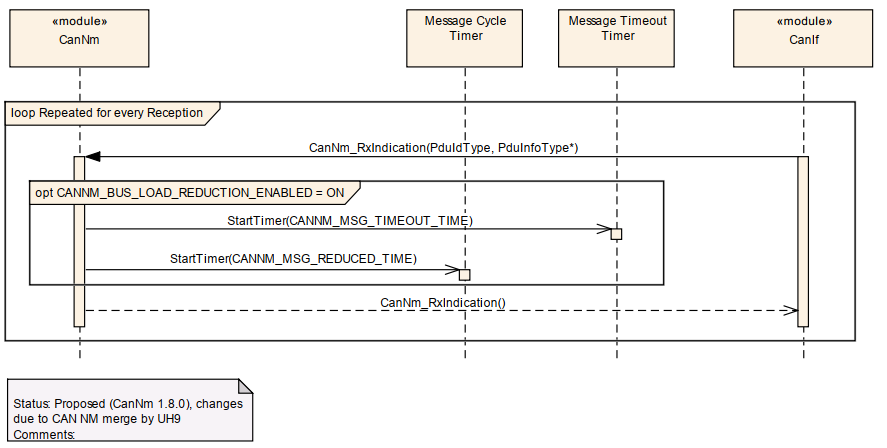 «module»
CanNm
Message Cycle
Timer
Message Timeout
Timer
«module»
CanIf
loop Repeated for every Reception
CanNm_RxIndication(PduIdType, PduInfoType*)
opt CANNM_BUS_LOAD_REDUCTION_ENABLED = ON
StartTimer(CANNM_MSG_TIMEOUT_TIME)
StartTimer(CANNM_MSG_REDUCED_TIME)
CanNm_RxIndication()
Status: Proposed (CanNm 1.8.0), changes
due to CAN NM merge by UH9
Comments: